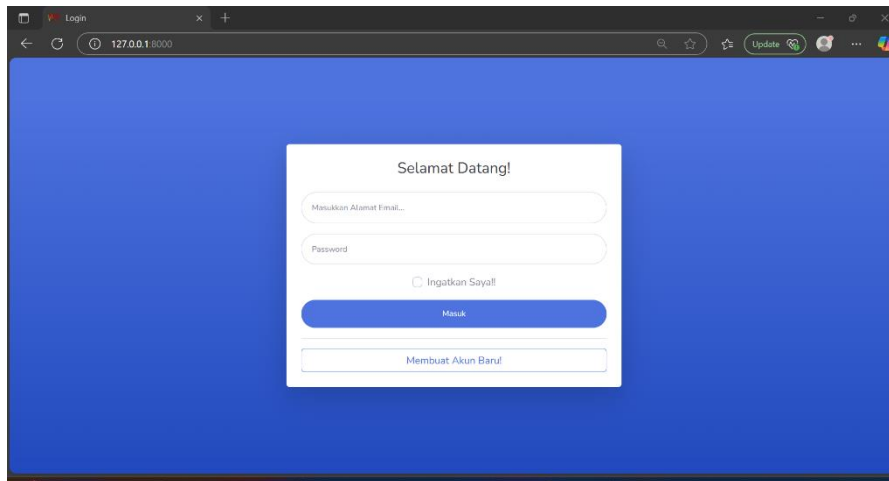 Login
127.0.0.1:8000
Update
Selamat Datang!
Masukkan Alamat Email...
Password
Ingatkan Saya!!
Masuk
Membuat Akun Baru!